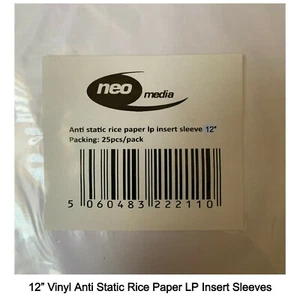 neo
media
Anti static rice paper lp insert sleeve 12"
Packing: 25pcs/pack
5 060483 222110
12” Vinyl Anti Static Rice Paper LP Insert Sleeves